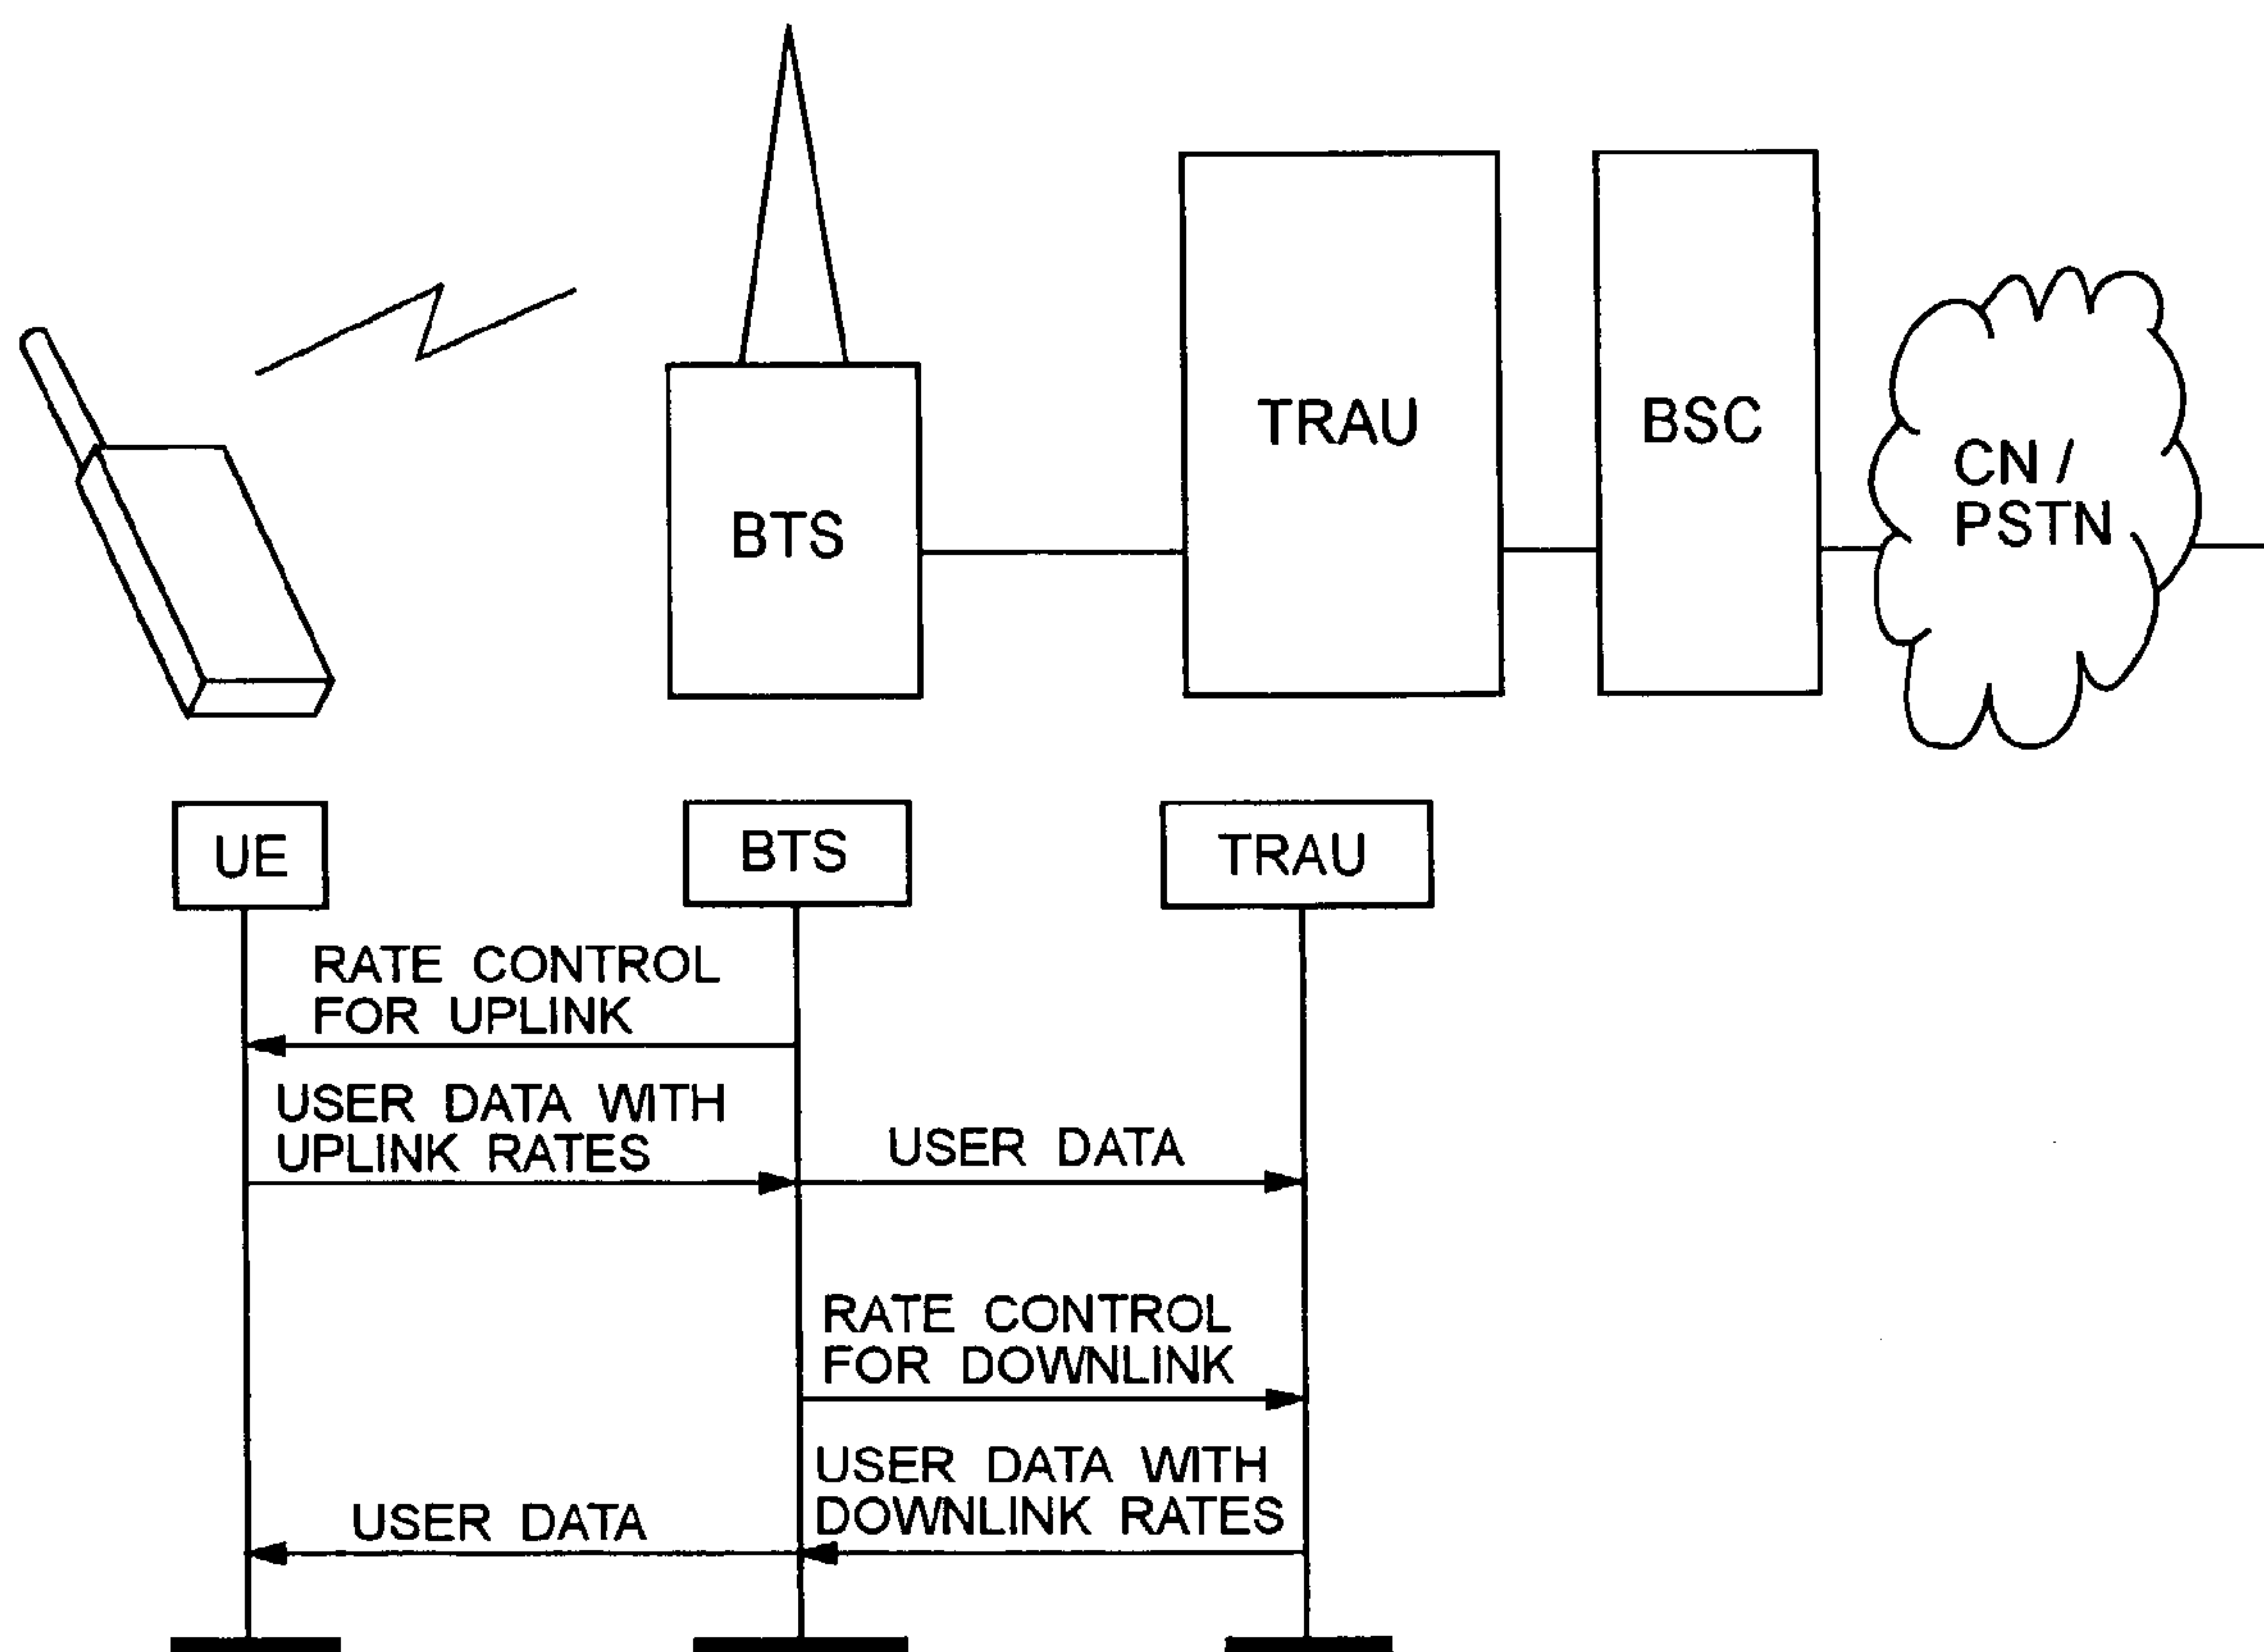 TRAU
BSC
CN /
PSTN
BTS
UE
BTS
TRAU
RATE CONTROL
FOR UPLINK
USER DATA WITH
UPLINK RATES
USER DATA
RATE CONTROL
FOR DOWNLINK
USER DATA WITH
DOWNLINK RATES
USER DATA